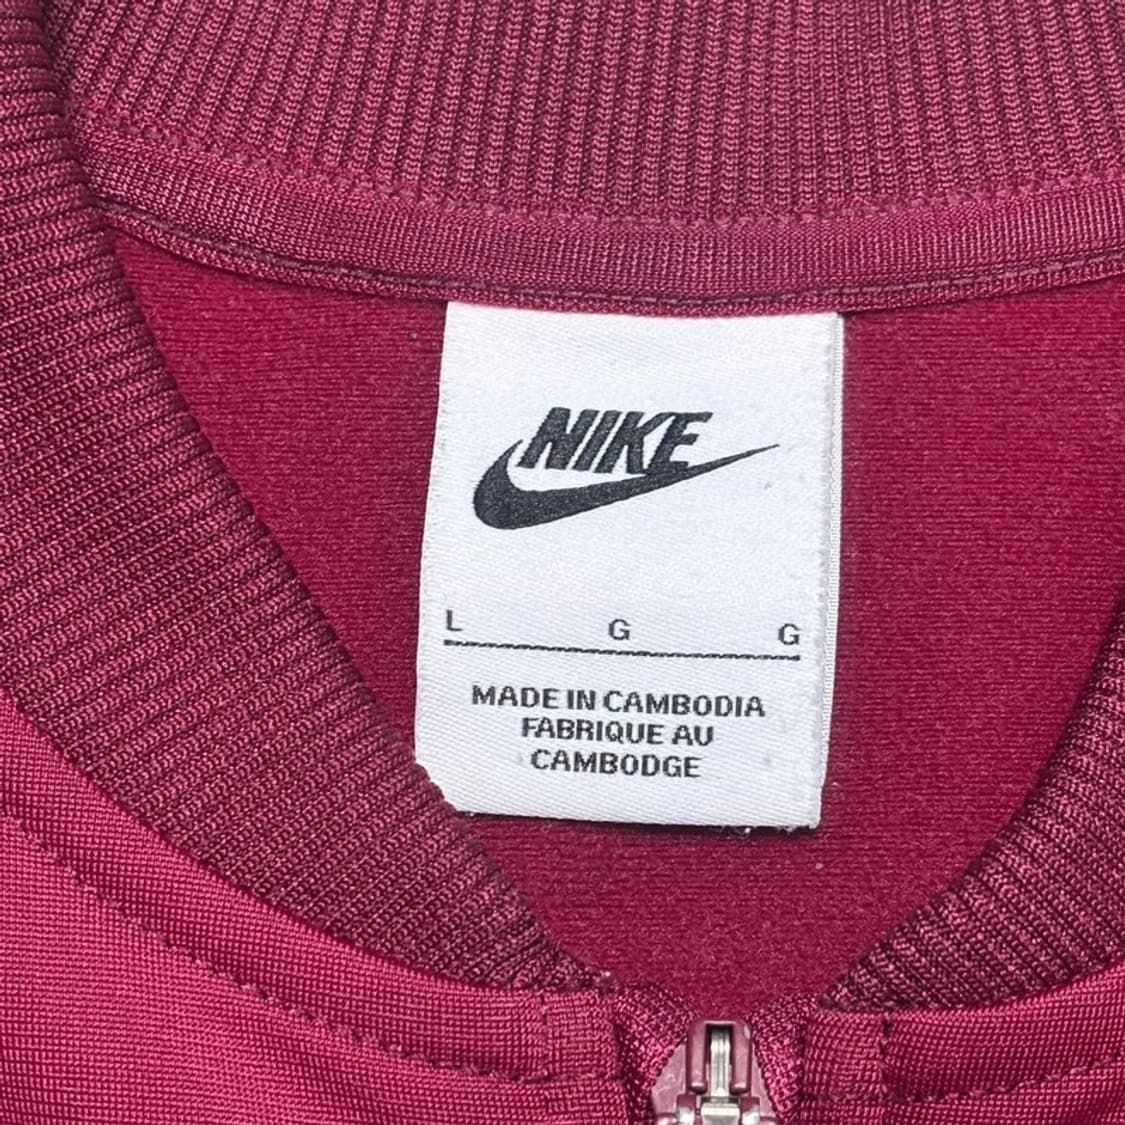 NIKE
L G G
MADE IN CAMBODIA
FABRIQUE AU
CAMBODGE